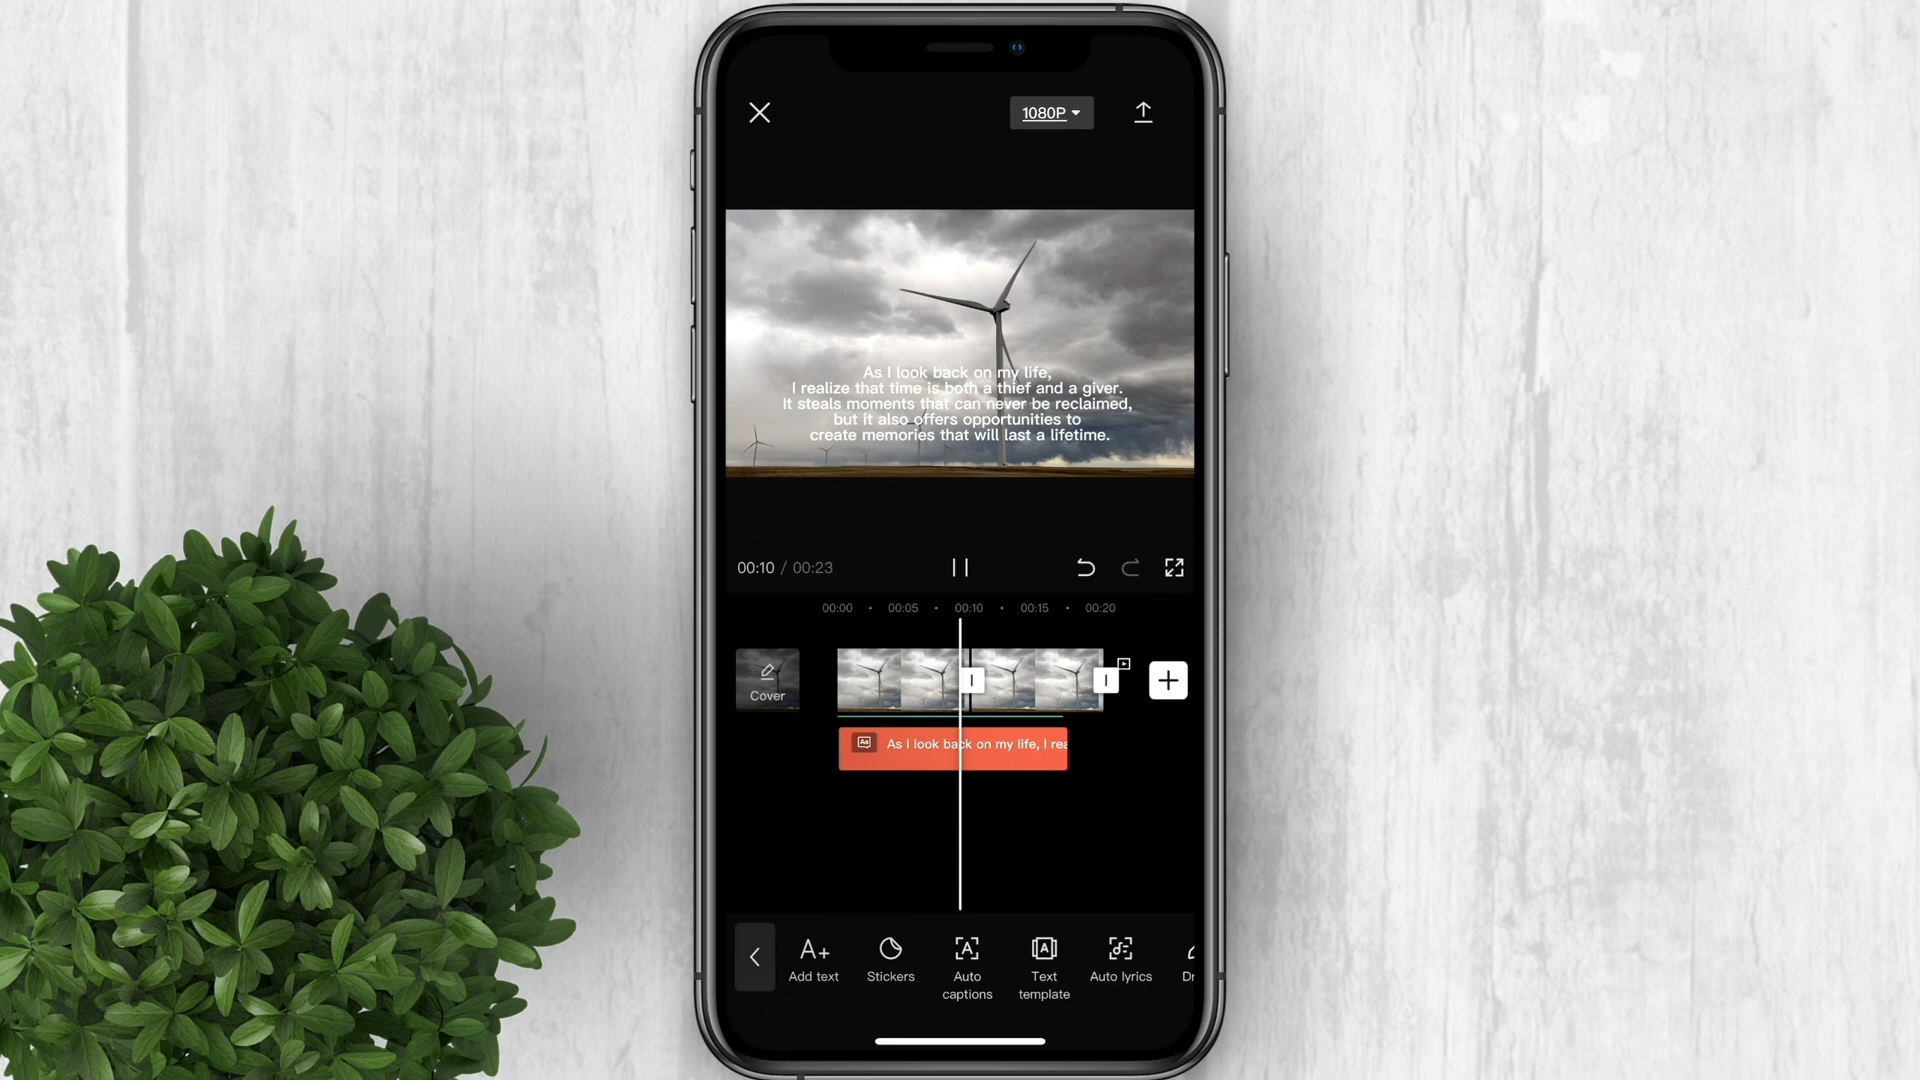 1080P
As I look back on my life,
I realize that time is both a thief and a giver.
It steals moments that can never be reclaimed,
but it also offers opportunities to
create memories that will last a lifetime.
00:10 / 00:23
00:00 • 00:05 • 00:10 • 00:15 • 00:20
Cover
As I look back on my life, I rea
A+
Add text
Stickers
A
Auto
captions
A
Text
template
Auto lyrics
Dr